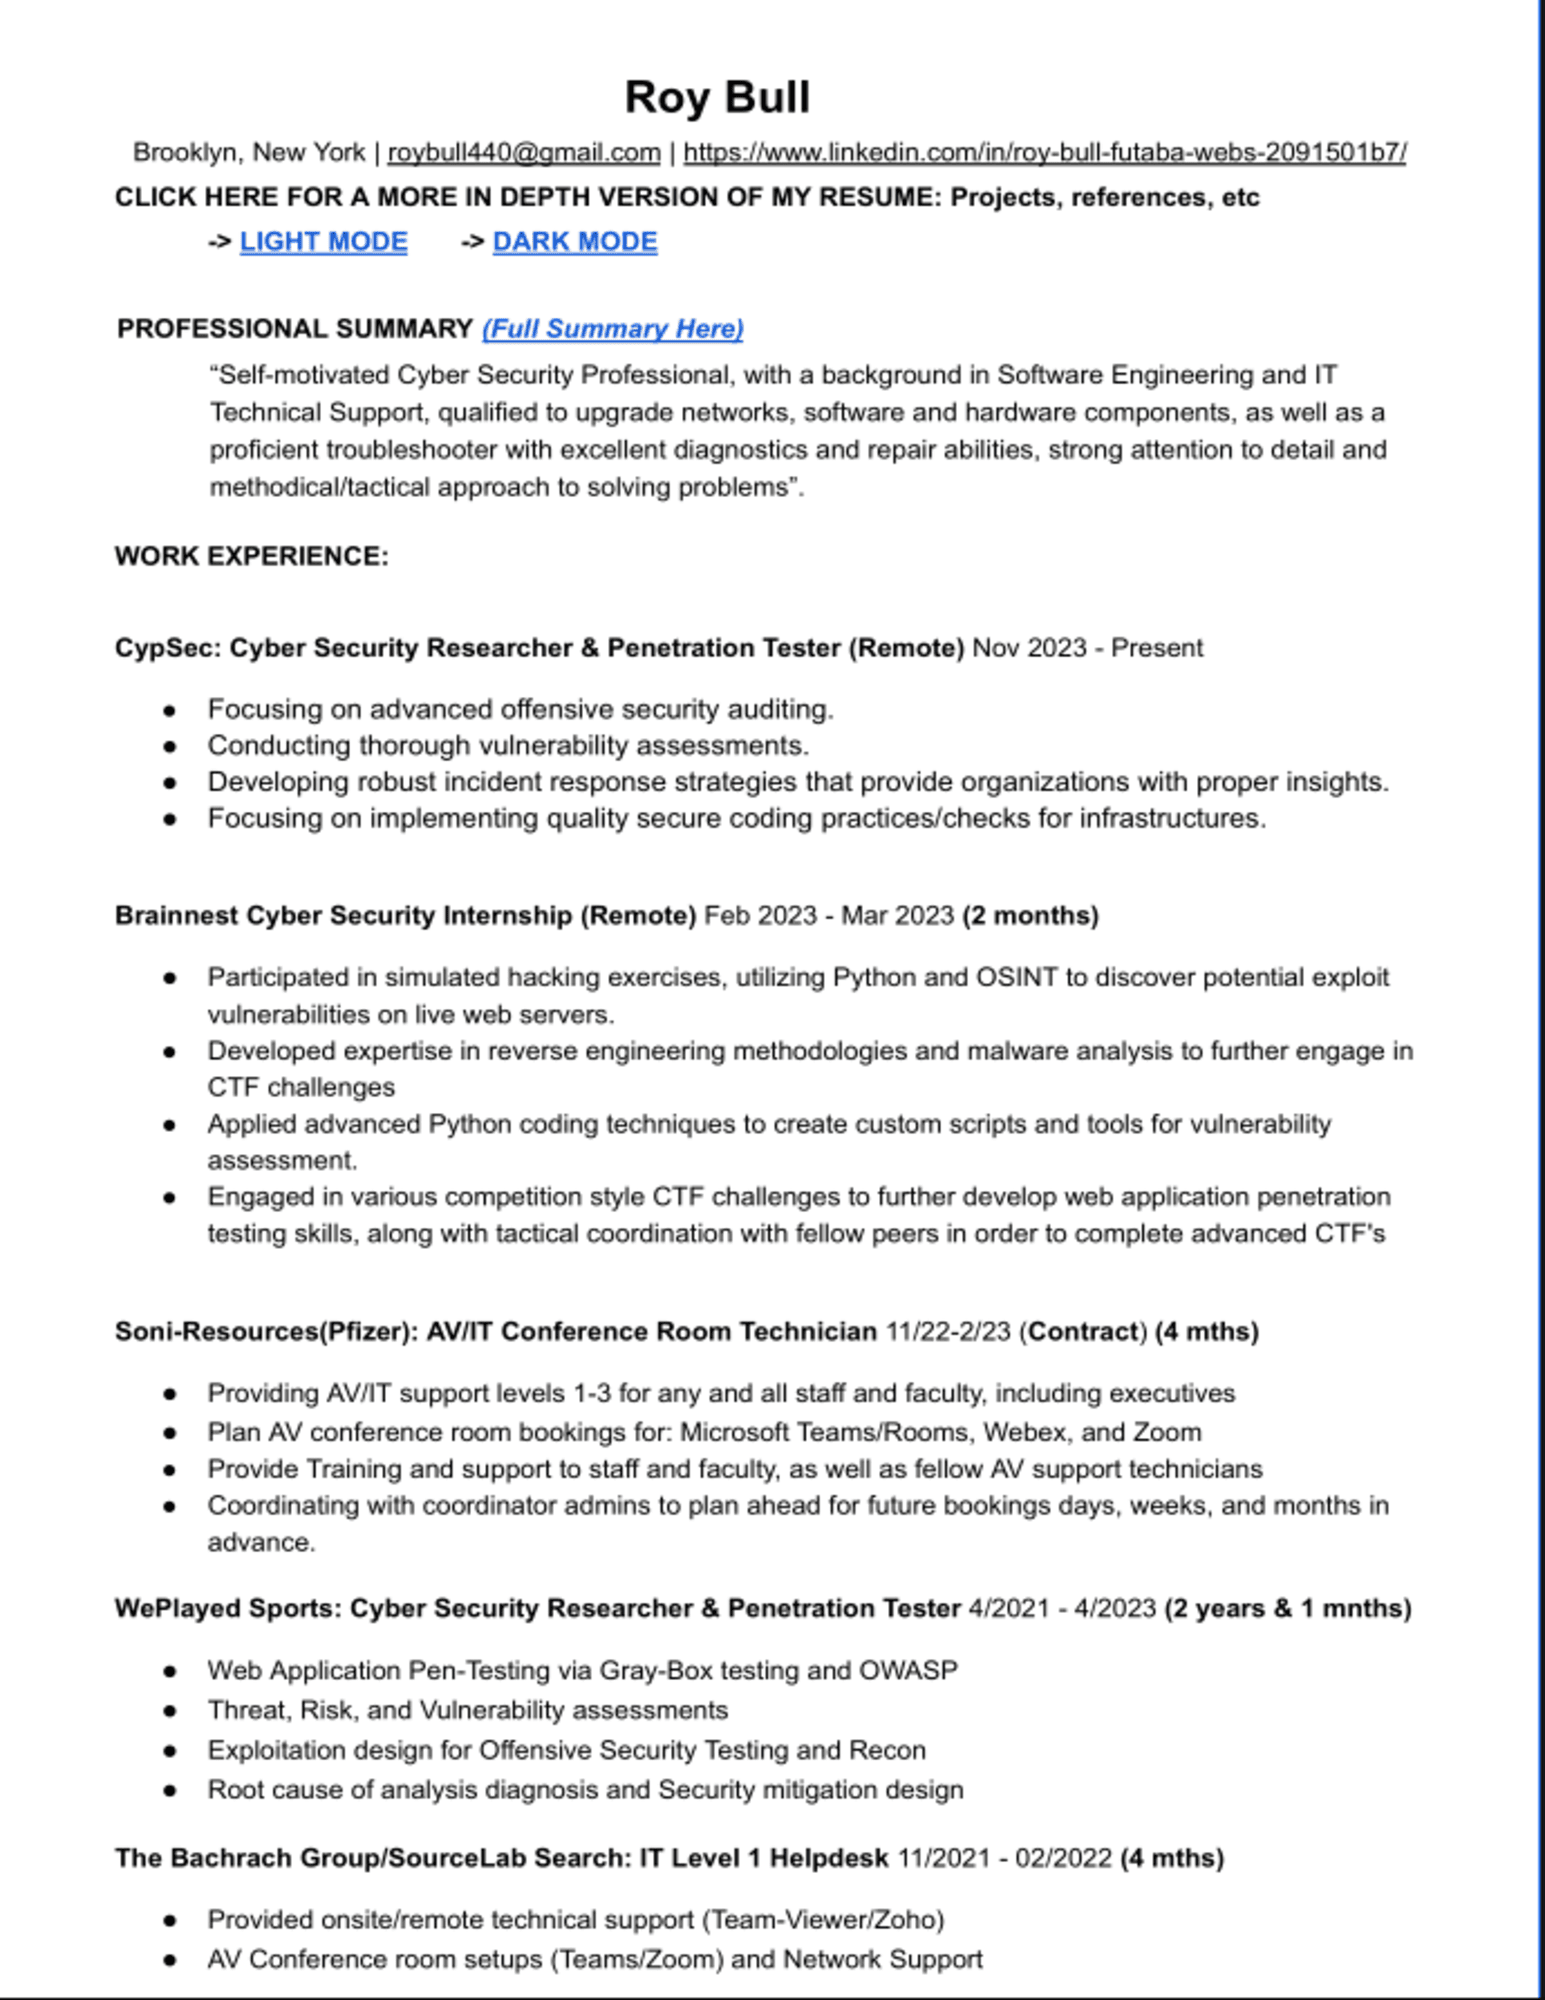 Roy Bull
Brooklyn, New York | roybull440@gmail.com | https://www.linkedin.com/in/roy-bull-futaba-webs-2091501b7/
CLICK HERE FOR A MORE IN DEPTH VERSION OF MY RESUME: Projects, references, etc
-> LIGHT MODE -> DARK MODE
PROFESSIONAL SUMMARY (Full Summary Here)
“Self-motivated Cyber Security Professional, with a background in Software Engineering and IT
Technical Support, qualified to upgrade networks, software and hardware components, as well as a
proficient troubleshooter with excellent diagnostics and repair abilities, strong attention to detail and
methodical/tactical approach to solving problems”.
WORK EXPERIENCE:
CypSec: Cyber Security Researcher & Penetration Tester (Remote) Nov 2023 - Present
● Focusing on advanced offensive security auditing.
● Conducting thorough vulnerability assessments.
● Developing robust incident response strategies that provide organizations with proper insights.
● Focusing on implementing quality secure coding practices/checks for infrastructures.
Brainnest Cyber Security Internship (Remote) Feb 2023 - Mar 2023 (2 months)
● Participated in simulated hacking exercises, utilizing Python and OSINT to discover potential exploit
vulnerabilities on live web servers.
● Developed expertise in reverse engineering methodologies and malware analysis to further engage in
CTF challenges
● Applied advanced Python coding techniques to create custom scripts and tools for vulnerability
assessment.
● Engaged in various competition style CTF challenges to further develop web application penetration
testing skills, along with tactical coordination with fellow peers in order to complete advanced CTF's
Soni-Resources(Pfizer): AV/IT Conference Room Technician 11/22-2/23 (Contract) (4 mths)
● Providing AV/IT support levels 1-3 for any and all staff and faculty, including executives
● Plan AV conference room bookings for: Microsoft Teams/Rooms, Webex, and Zoom
● Provide Training and support to staff and faculty, as well as fellow AV support technicians
● Coordinating with coordinator admins to plan ahead for future bookings days, weeks, and months in
advance.
WePlayed Sports: Cyber Security Researcher & Penetration Tester 4/2021 - 4/2023 (2 years & 1 mnths)
● Web Application Pen-Testing via Gray-Box testing and OWASP
● Threat, Risk, and Vulnerability assessments
● Exploitation design for Offensive Security Testing and Recon
● Root cause of analysis diagnosis and Security mitigation design
The Bachrach Group/SourceLab Search: IT Level 1 Helpdesk 11/2021 - 02/2022 (4 mths)
● Provided onsite/remote technical support (Team-Viewer/Zoho)
● AV Conference room setups (Teams/Zoom) and Network Support